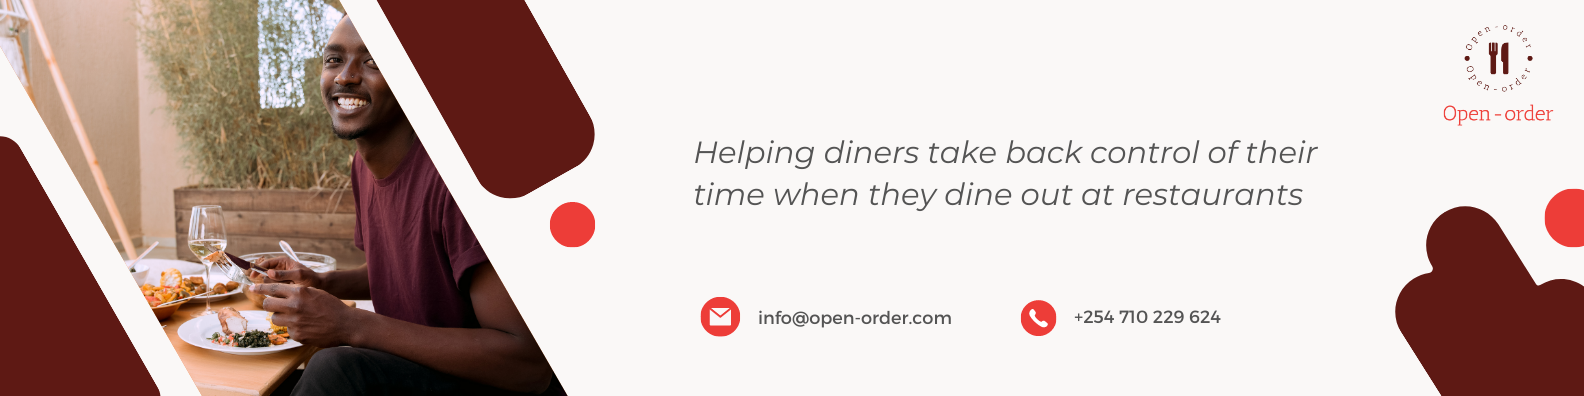 Open-order
Open-order
Open-order
Helping diners take back control of their
time when they dine out at restaurants
info@open-order.com
+254 710 229 624